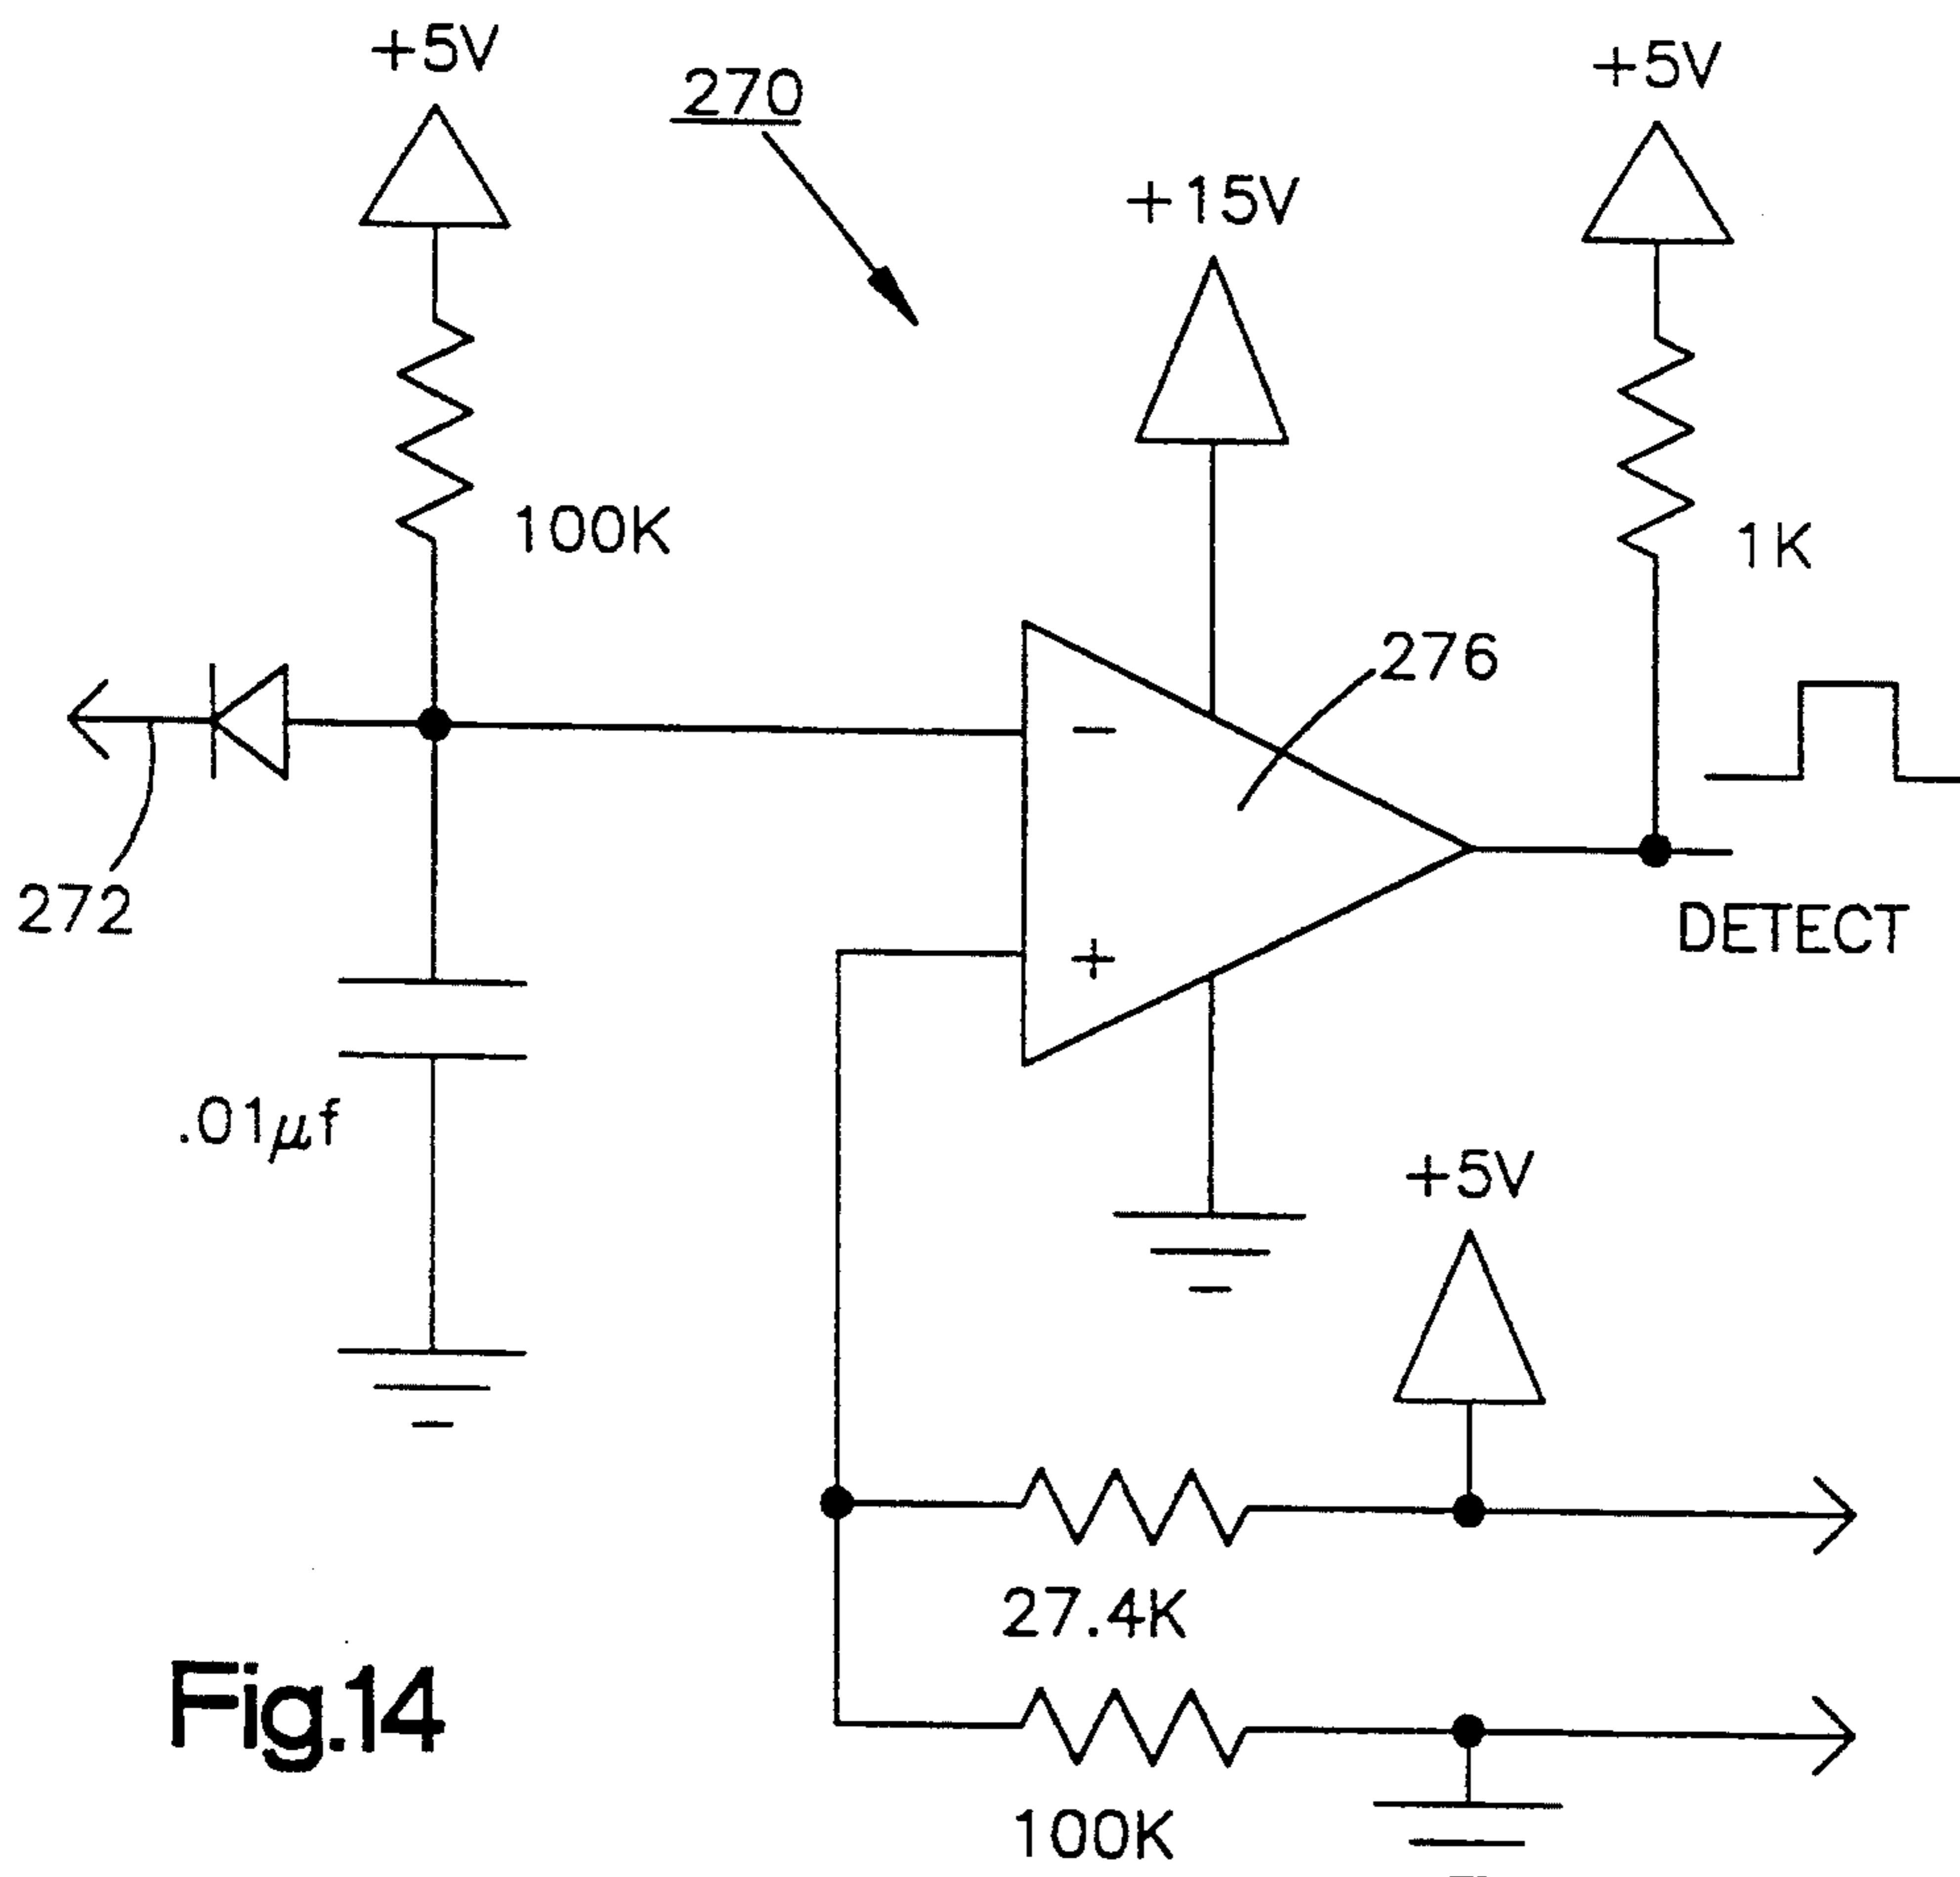 +5V
270
+5V
+15V
100K
1K
276
272
-
+
DETECT
.01µf
+5V
27.4K
Fig.14
100K